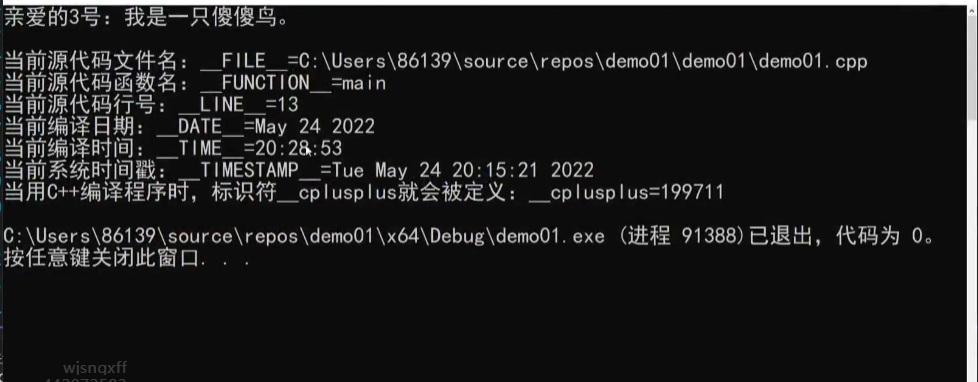 亲爱的3号：我是一只傻傻鸟。
当前源代码文件名：__FILE__=C:\Users\86139\source\repos\demo01\demo01\demo01.cpp
当前源代码函数名：__FUNCTION__=main
当前源代码行号：__LINE__=13
当前编译日期：__DATE__=May 24 2022
当前编译时间：__TIME__=20:28:53
当前系统时间戳：__TIMESTAMP__=Tue May 24 20:15:21 2022
当用C++编译程序时，标识符__cplusplus就会被定义：__cplusplus=199711
C:\Users\86139\source\repos\demo01\x64\Debug\demo01.exe (进程 91388)已退出，代码为 0。
按任意键关闭此窗口. . .
wjsnqxff